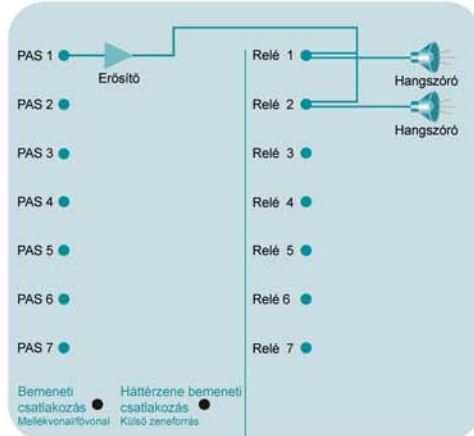 PAS 1
Erősítő
PAS 2
PAS 3
PAS 4
PAS 5
PAS 6
PAS 7
Relé 1
Hangszóró
Relé 2
Hangszóró
Relé 3
Relé 4
Relé 5
Relé 6
Relé 7
Bemeneti
csatlakozás
Mellékvonal/fövonal
Háttérzene bemeneti
csatlakozás
Külső zeneforrás